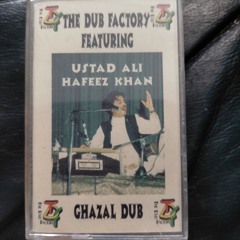 THE DUB FACTORY
FEATURING
USTAD ALI
HAFEEZ KHAN
GHAZAL DUB